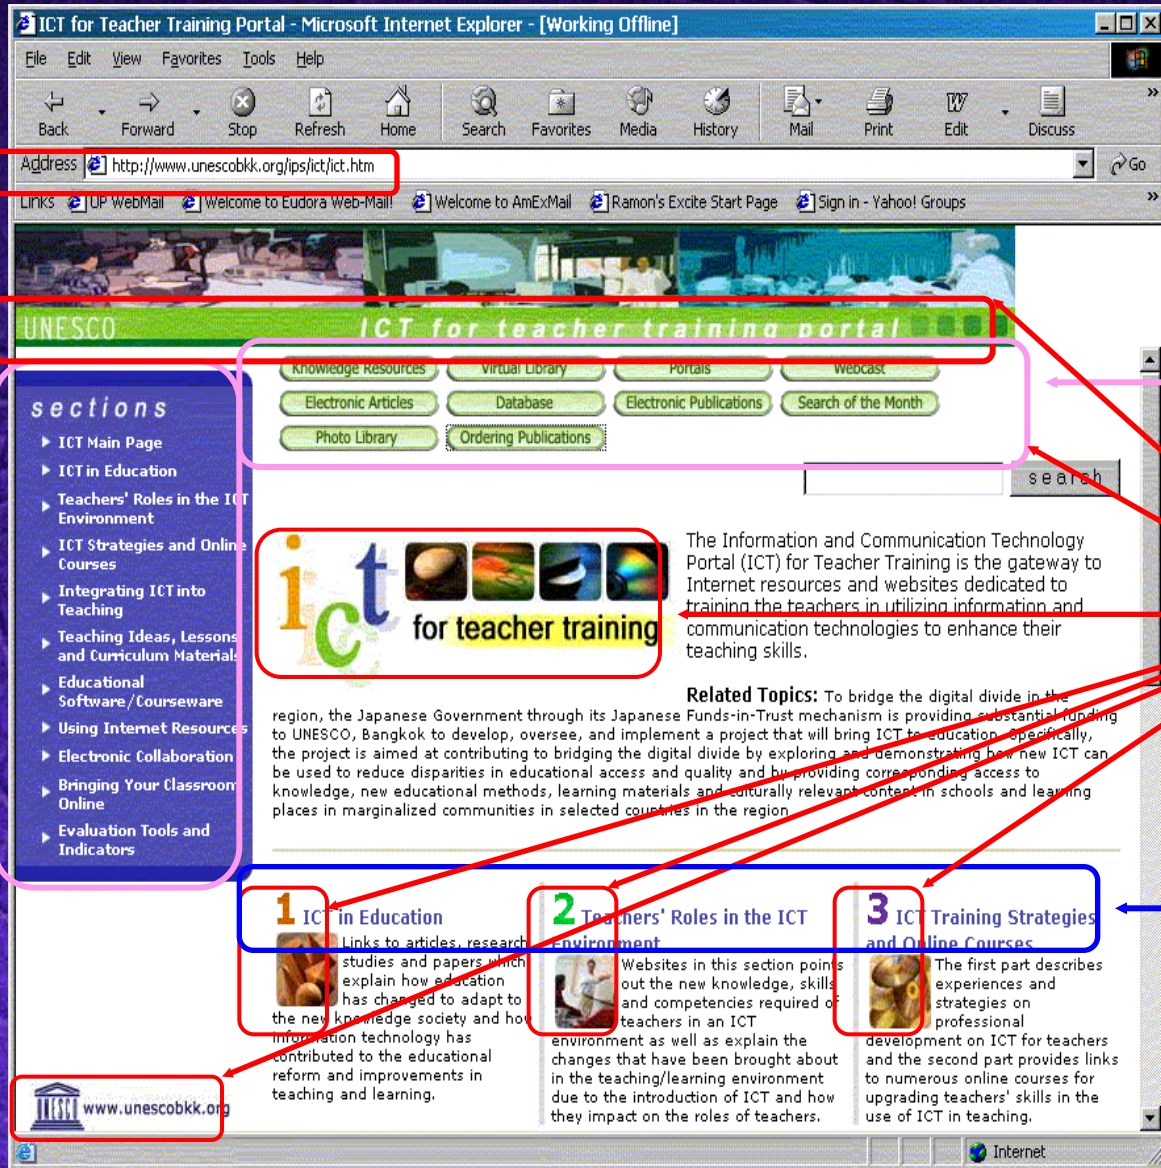 ICT for Teacher Training Portal - Microsoft Internet Explorer - [Working Offline]
File Edit View Favorites Tools Help
Back Forward Stop Refresh Home Search Favorites Media History Mail Print Edit Discuss
Address http://www.unescobkk.org/ips/ict/ict.htm Go
Links UP WebMail Welcome to Eudora Web-Mail! Welcome to AmExMail Ramon's Excite Start Page Sign in - Yahoo! Groups
UNESCO ICT for teacher training portal
Knowledge Resources Virtual Library Portals Webcast
Electronic Articles Database Electronic Publications Search of the Month
Photo Library Ordering Publications
search
sections
ICT Main Page
ICT in Education
Teachers' Roles in the ICT
Environment
ICT Strategies and Online
Courses
Integrating ICT into
Teaching
Teaching Ideas, Lessons
and Curriculum Materials
Educational
Software/Courseware
Using Internet Resources
Electronic Collaboration
Bringing Your Classroom
Online
Evaluation Tools and
Indicators
ict
for teacher training
The Information and Communication Technology
Portal (ICT) for Teacher Training is the gateway to
Internet resources and websites dedicated to
training the teachers in utilizing information and
communication technologies to enhance their
teaching skills.
Related Topics: To bridge the digital divide in the
region, the Japanese Government through its Japanese Funds-in-Trust mechanism is providing substantial funding
to UNESCO, Bangkok to develop, oversee, and implement a project that will bring ICT to education. Specifically,
the project is aimed at contributing to bridging the digital divide by exploring and demonstrating how new ICT can
be used to reduce disparities in educational access and quality and by providing corresponding access to
knowledge, new educational methods, learning materials and culturally relevant content in schools and learning
places in marginalized communities in selected countries in the region
1 ICT in Education
Links to articles, research
studies and papers which
explain how education
has changed to adapt to
the new knowledge society and how
information technology has
contributed to the educational
reform and improvements in
teaching and learning.
2 Teachers' Roles in the ICT
Environment
Websites in this section points
out the new knowledge, skills
and competencies required of
teachers in an ICT
environment as well as explain the
changes that have been brought about
in the teaching/learning environment
due to the introduction of ICT and how
they impact on the roles of teachers.
3 ICT Training Strategies
and Online Courses
The first part describes
experiences and
strategies on
professional
development on ICT for teachers
and the second part provides links
to numerous online courses for
upgrading teachers' skills in the
use of ICT in teaching.
UNESCO www.unescobkk.org
Internet